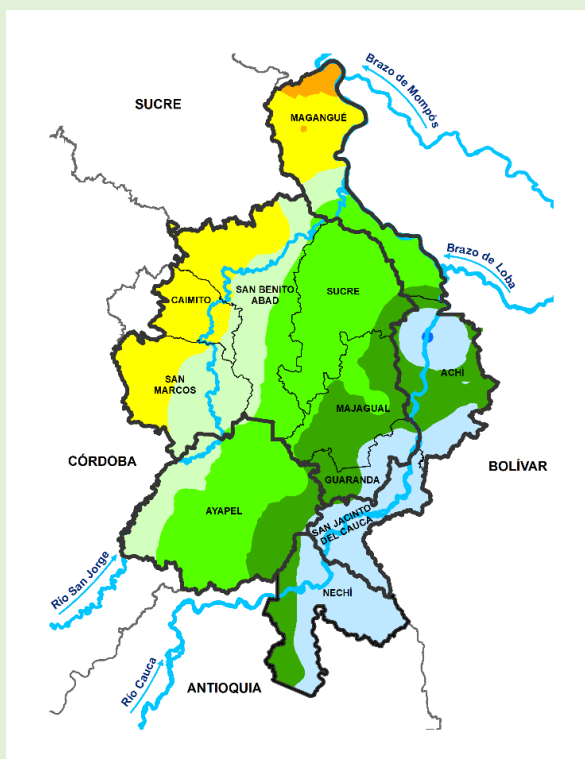 Brazo de Mompós
SUCRE
MAGANGUÉ
Brazo de Loba
SAN BENITO
ABAD
SUCRE
CAIMITO
ACHÍ
SAN
MARCOS
MAJAGUAL
CÓRDOBA
BOLÍVAR
GUARANDA
AYAPEL
SAN JACINTO
DEL CAUCA
Río San Jorge
NECHÍ
Río Cauca
ANTIOQUIA